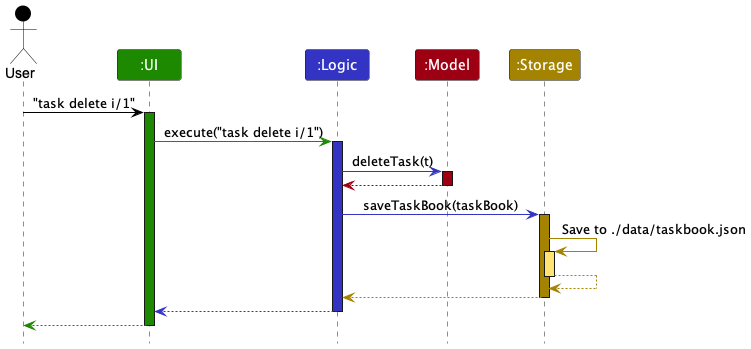 User
:UI
:Logic
:Model
:Storage
"task delete i/1"
execute("task delete i/1")
deleteTask(t)
saveTaskBook(taskBook)
Save to ./data/taskbook.json